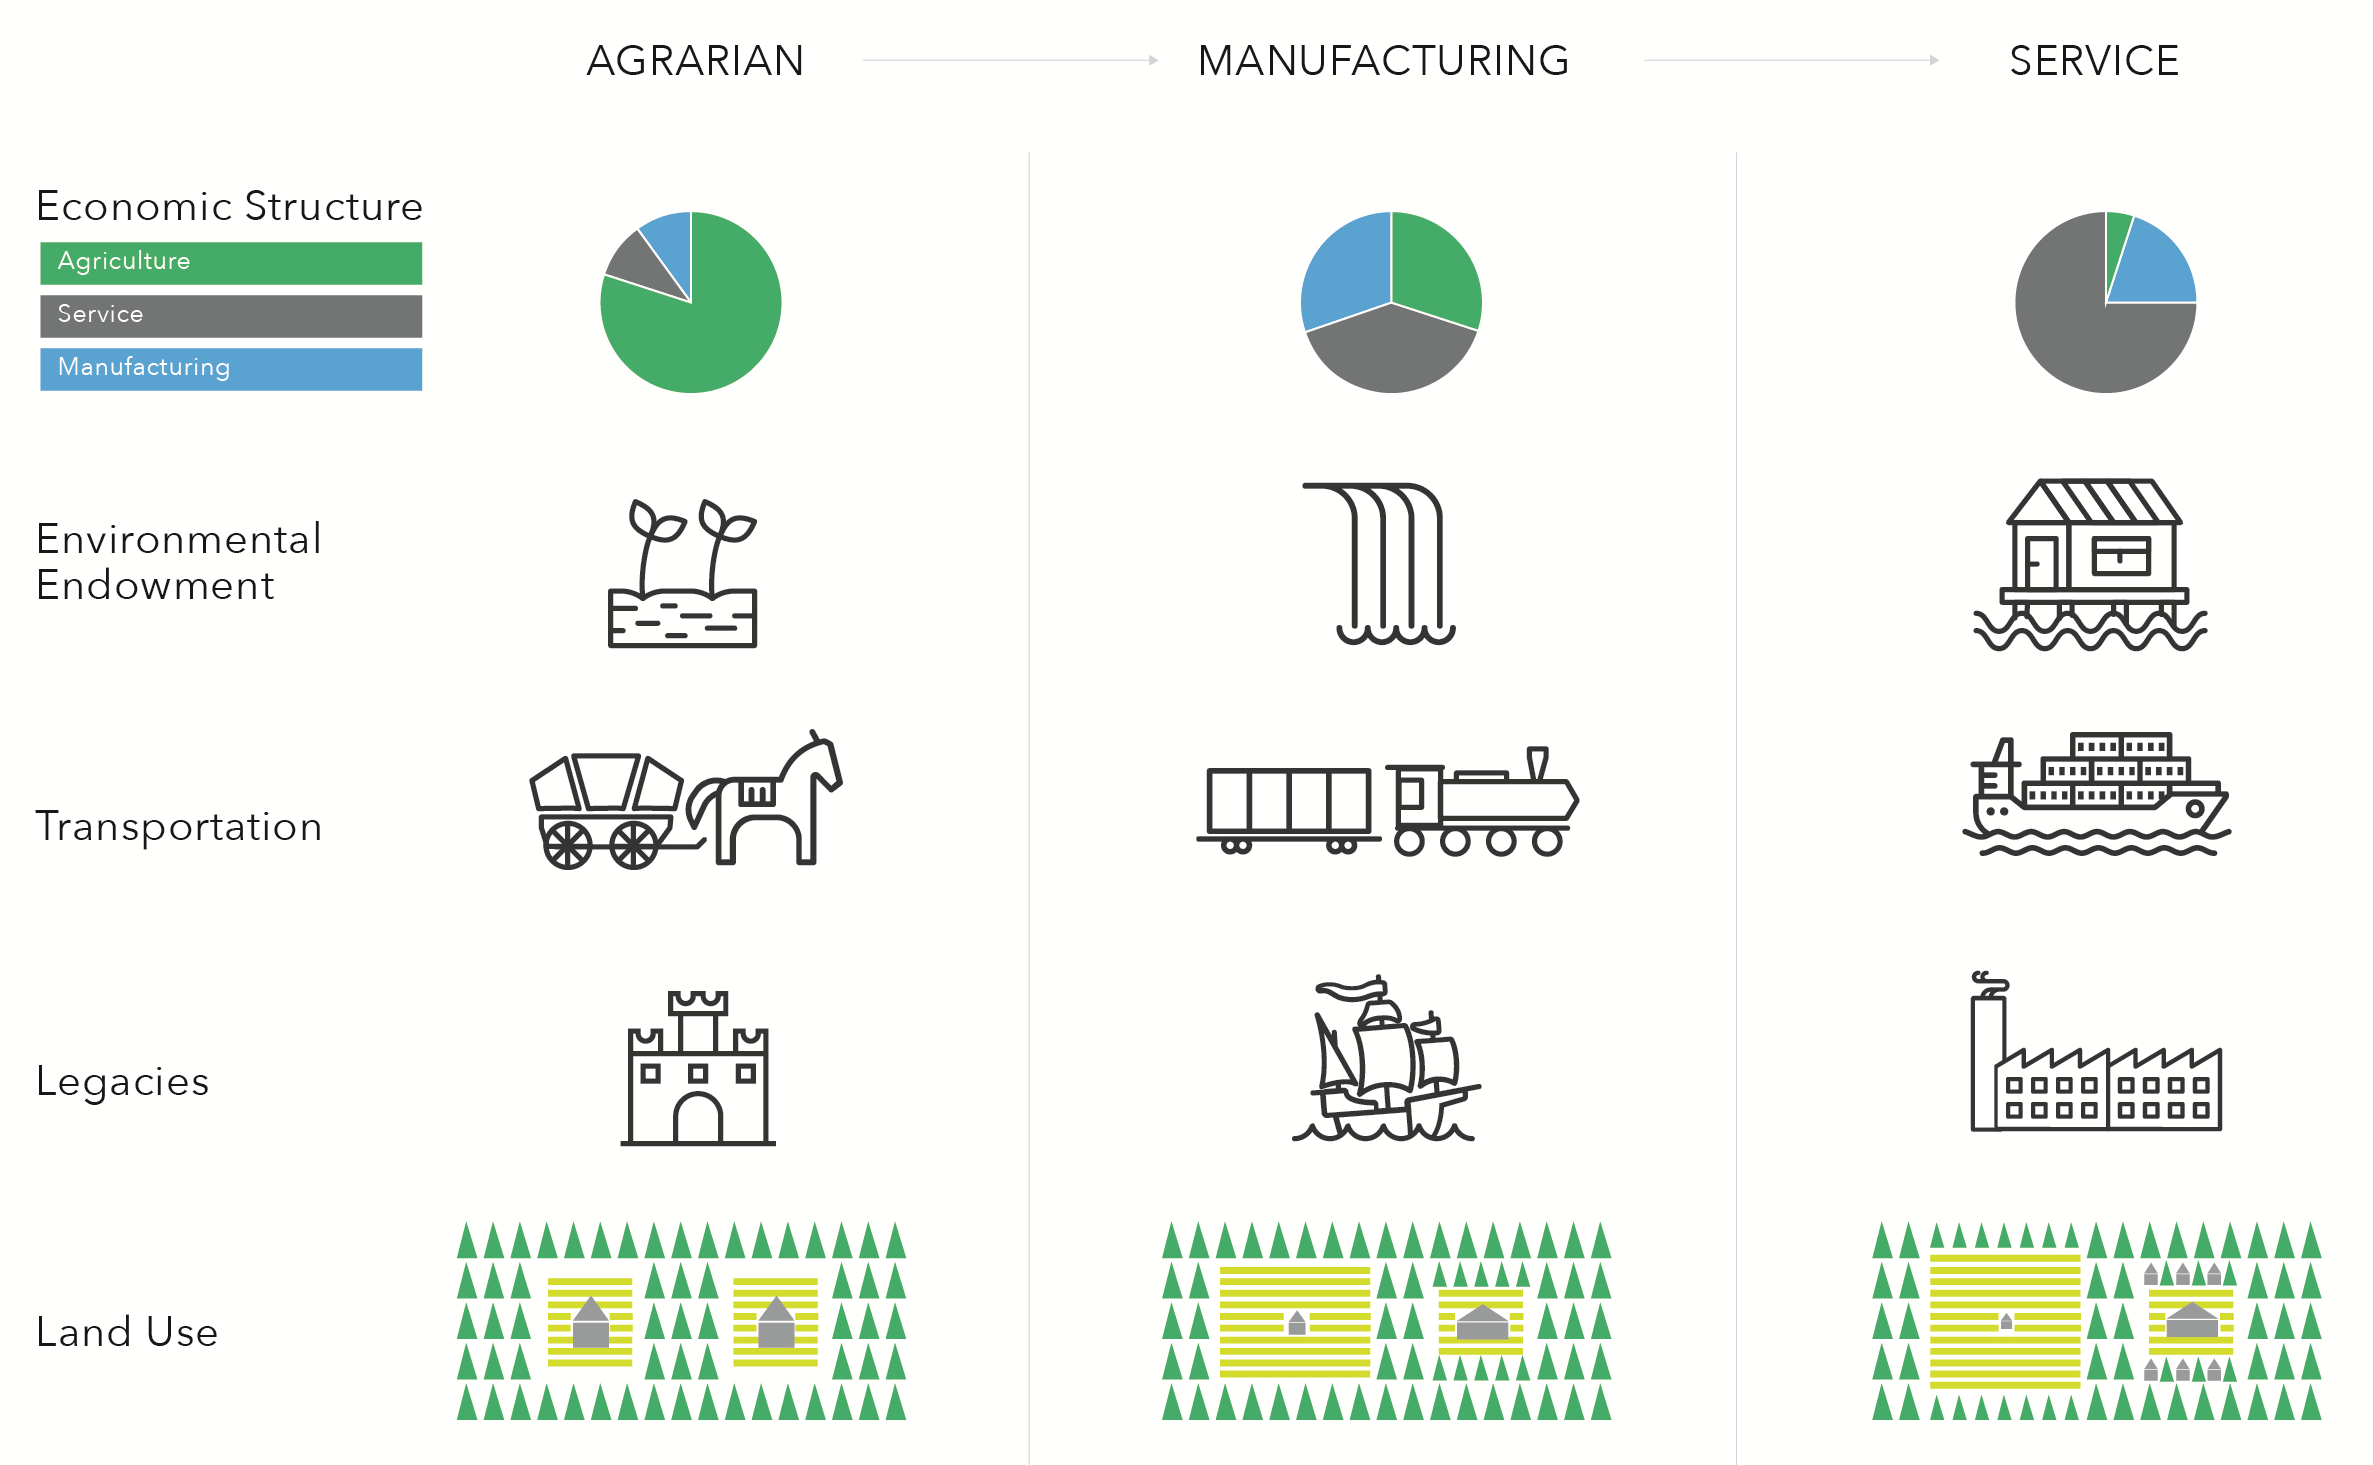 AGRARIAN
MANUFACTURING
SERVICE
Economic Structure
Agriculture
Service
Manufacturing
Environmental
Endowment
Transportation
Legacies
Land Use